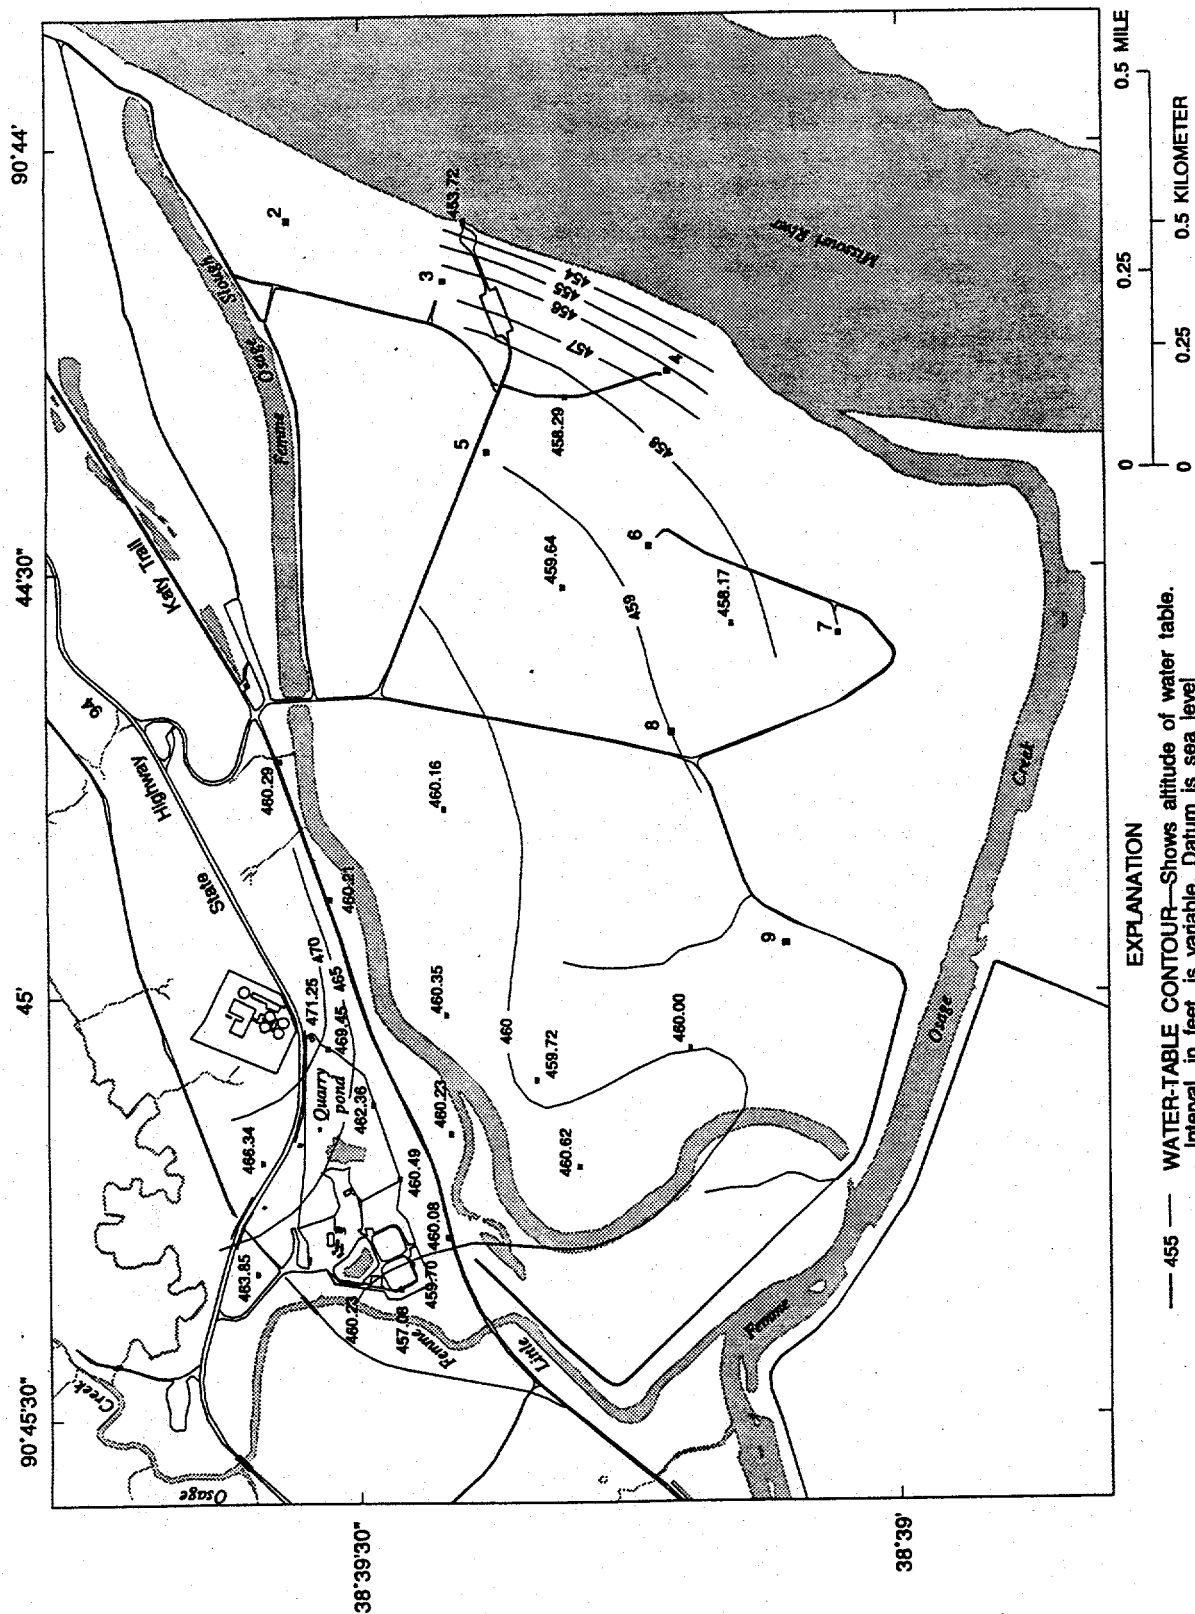 90°45'30"
45'
44'30"
90°44'
38°39'30"
38°39'
Creek
Osage
Highway
State
94
Katy Trail
Femme
Osage
Slough
2
3
453.72
454
455
456
457
458
4
5
458.29
6
459.64
459
458.17
7
8
9
460.29
460.16
460.21
470
465
471.25
469.45
Quarry
pond
462.36
466.34
463.85
460.35
460.23
460.49
460.08
459.70
457.08
460.23
460
459.72
460.00
460.62
Little
Femme
Femme
Osage
Creek
Missouri River
0 0.5 MILE
0 0.25 0.25 0.5 KILOMETER
EXPLANATION
— 455 — WATER-TABLE CONTOUR—Shows altitude of water table.
Interval, in feet, is variable. Datum is sea level